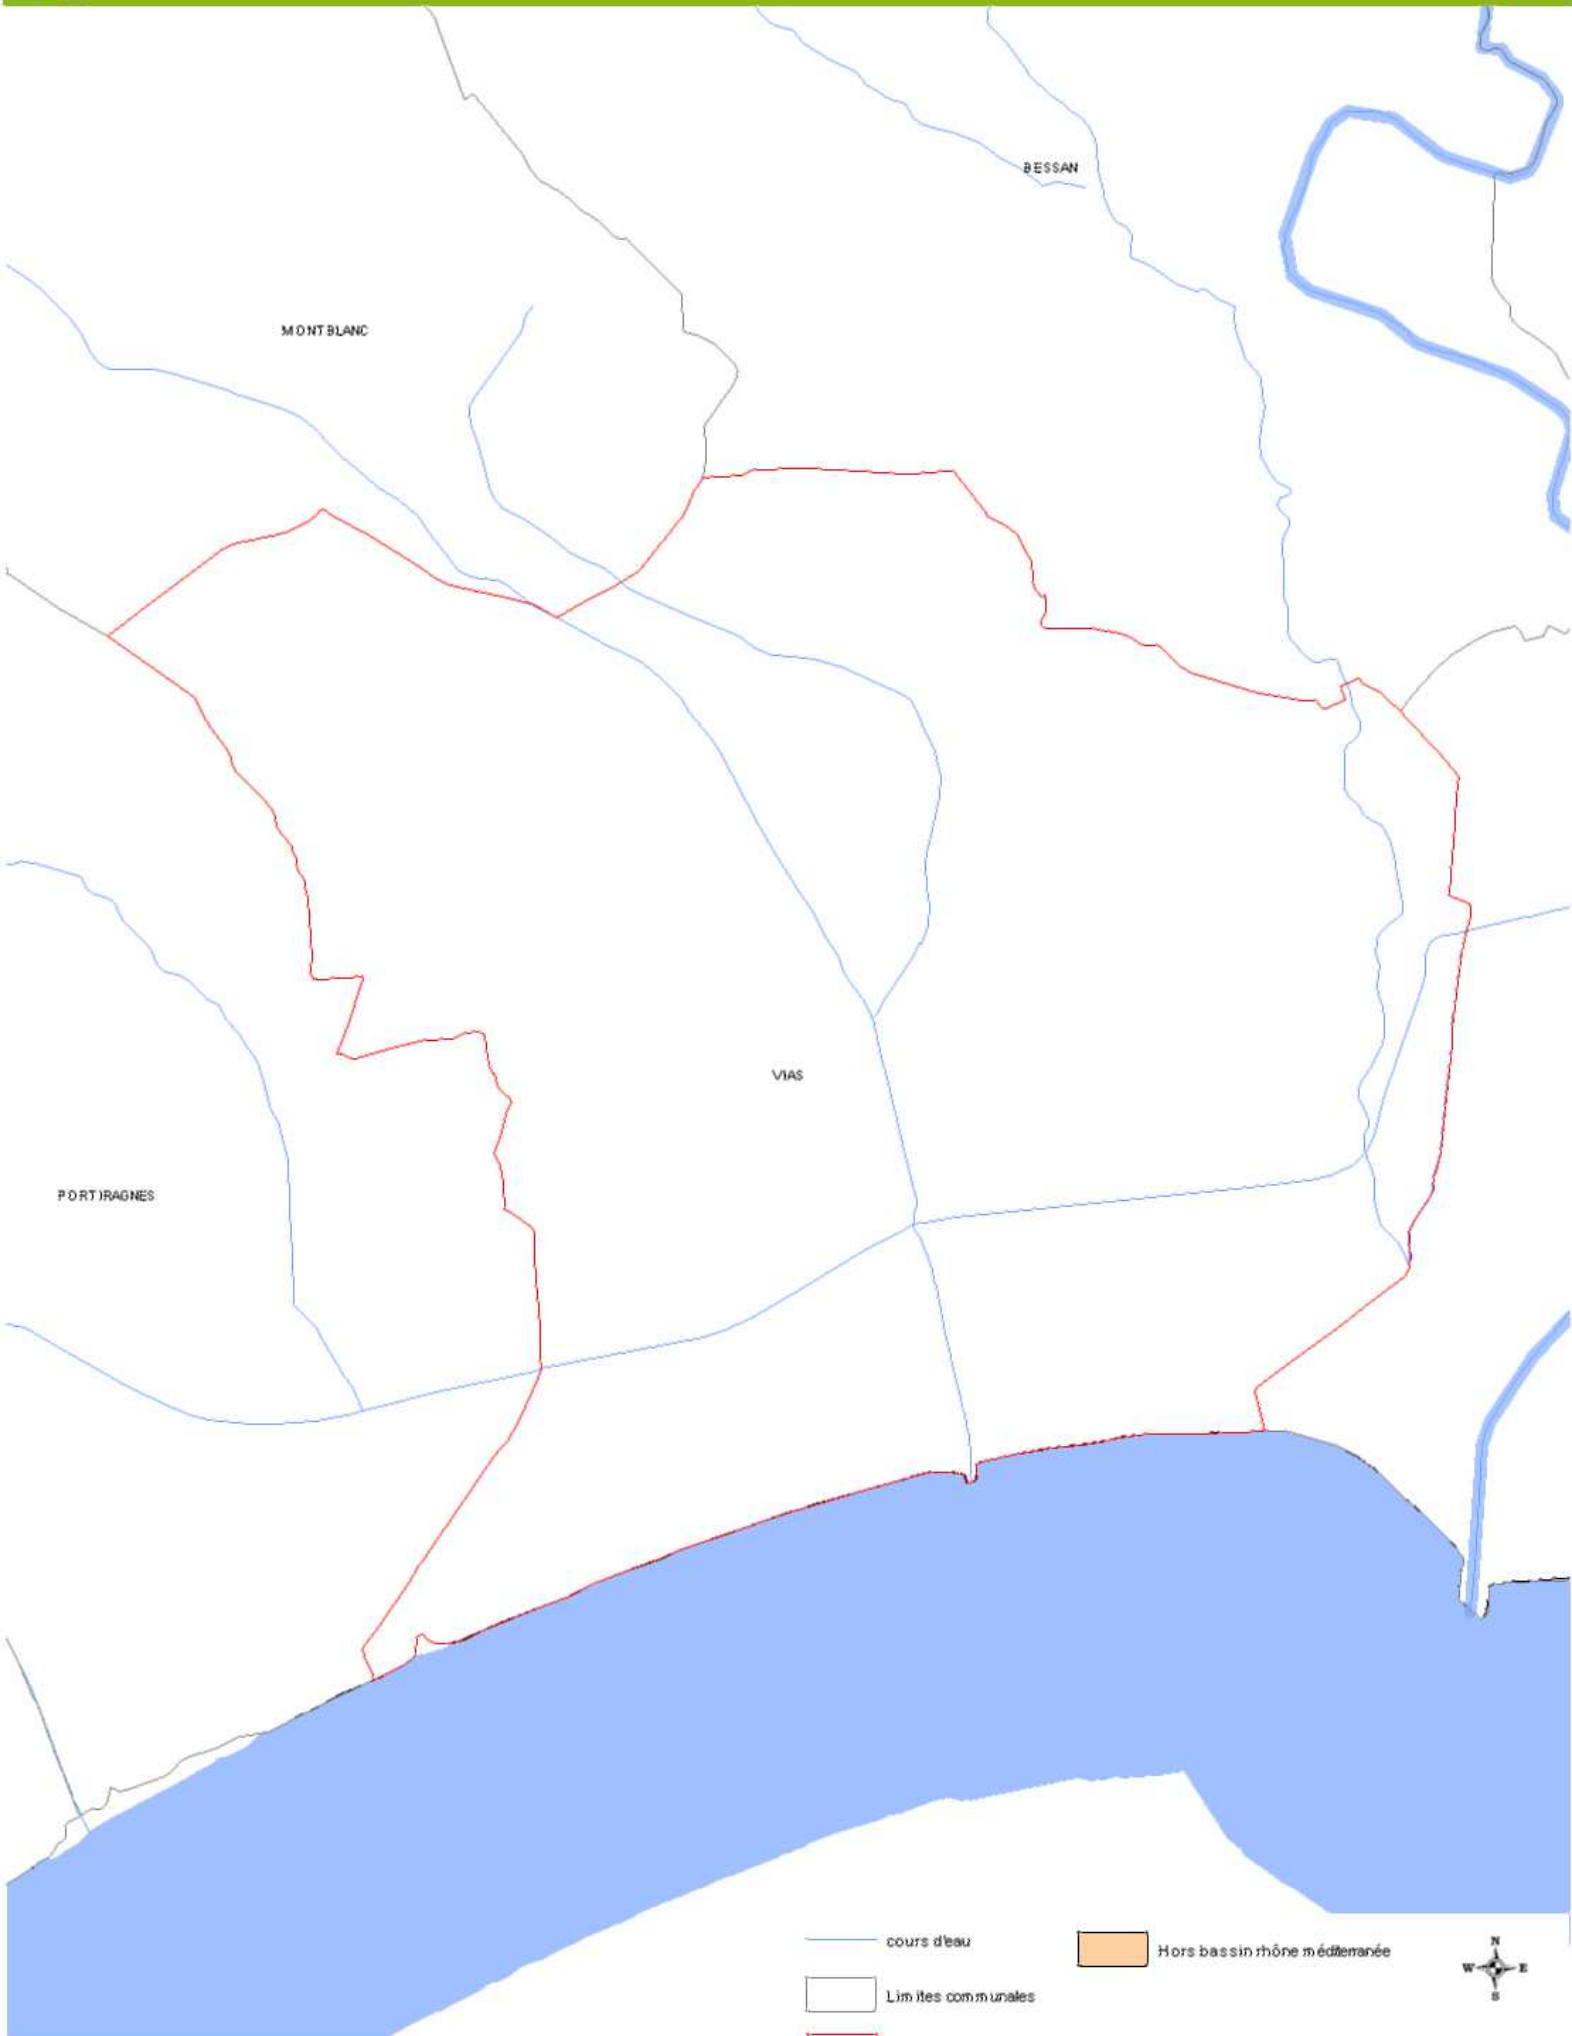 BESSAN
MONTBLANC
VIAS
PORTIRAGNES
cours d'eau
Hors bassin rhône méditerranée
Limites communales
N
W E
S